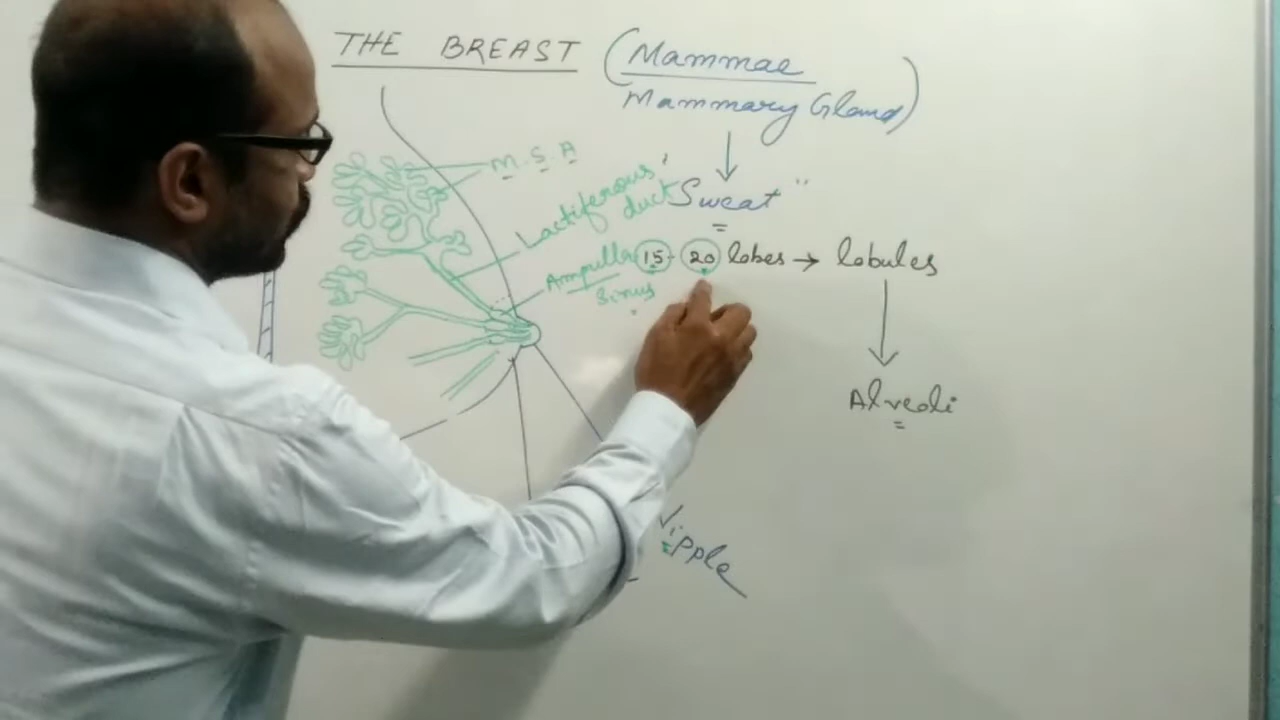 THE BREAST (Mammae
Mammary Gland)
M.S.A
Lactiferous
duct
"Sweat"
Ampulla
Sinus
15-20 lobes → lobules
Alveoli
Nipple